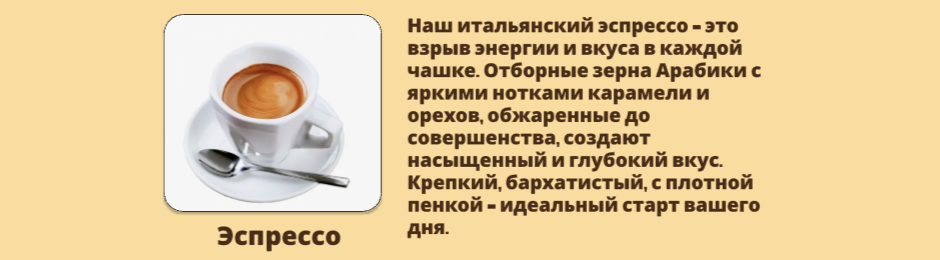 Наш итальянский эспрессо - это
взрыв энергии и вкуса в каждой
чашке. Отборные зерна Арабики с
яркими нотками карамели и
орехов, обжаренные до
совершенства, создают
насыщенный и глубокий вкус.
Крепкий, бархатистый, с плотной
пенкой - идеальный старт вашего
дня.
Эспрессо